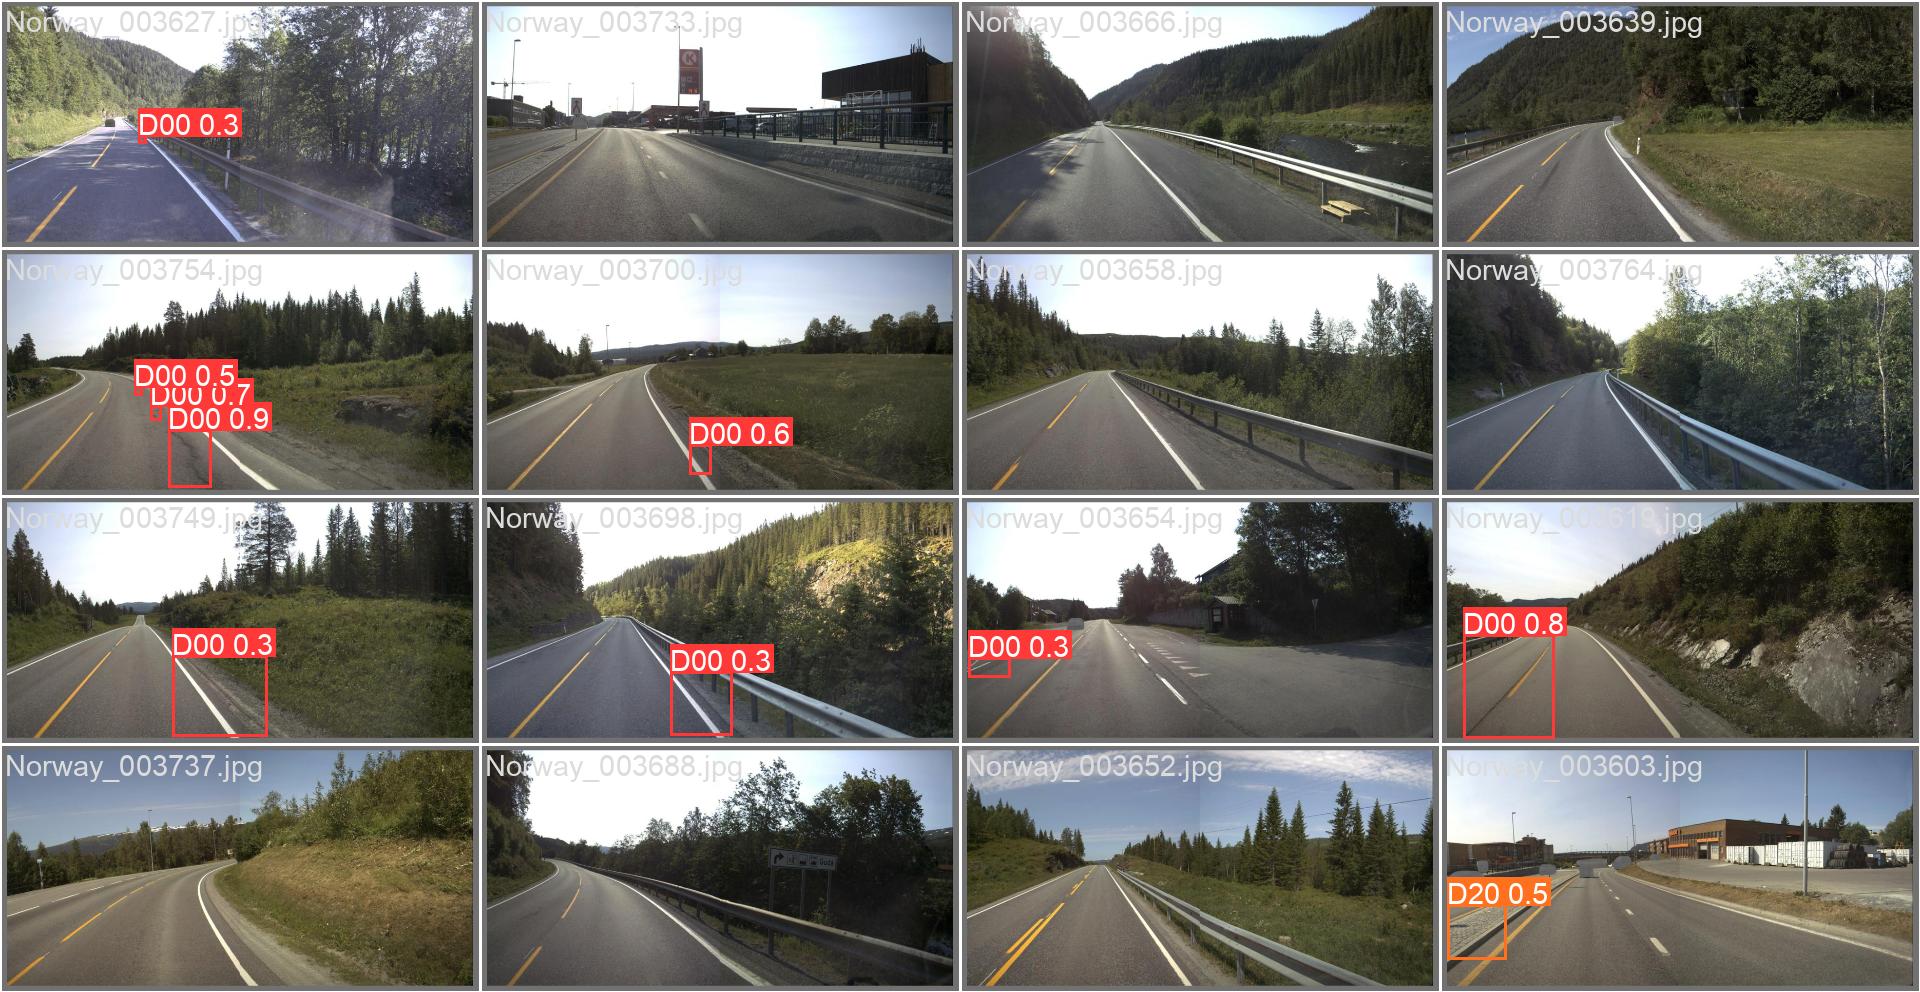 Norway_003627.jpg
Norway_003733.jpg
Norway_003666.jpg
Norway_003639.jpg
D00 0.3
K
Norway_003754.jpg
Norway_003700.jpg
Norway_003658.jpg
Norway_003764.jpg
D00 0.5
D00 0.7
D00 0.9
D00 0.6
Norway_003749.jpg
Norway_003698.jpg
Norway_003654.jpg
Norway_003619.jpg
D00 0.3
D00 0.3
D00 0.3
D00 0.8
Norway_003737.jpg
Norway_003688.jpg
Norway_003652.jpg
Norway_003603.jpg
D20 0.5